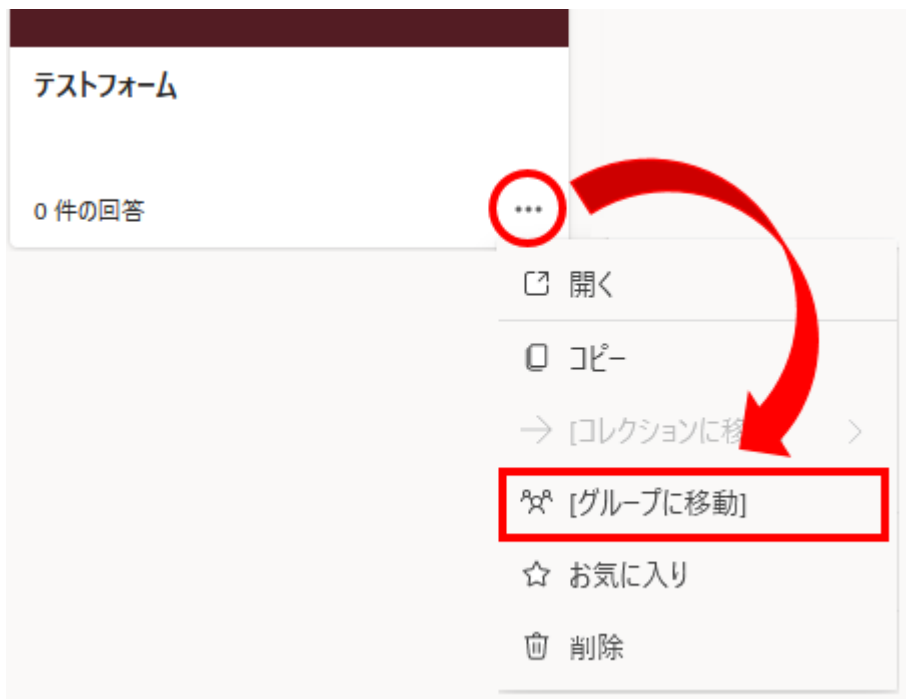 テストフォーム
0 件の回答
開く
コピー
[コレクションに移
[グループに移動]
お気に入り
削除